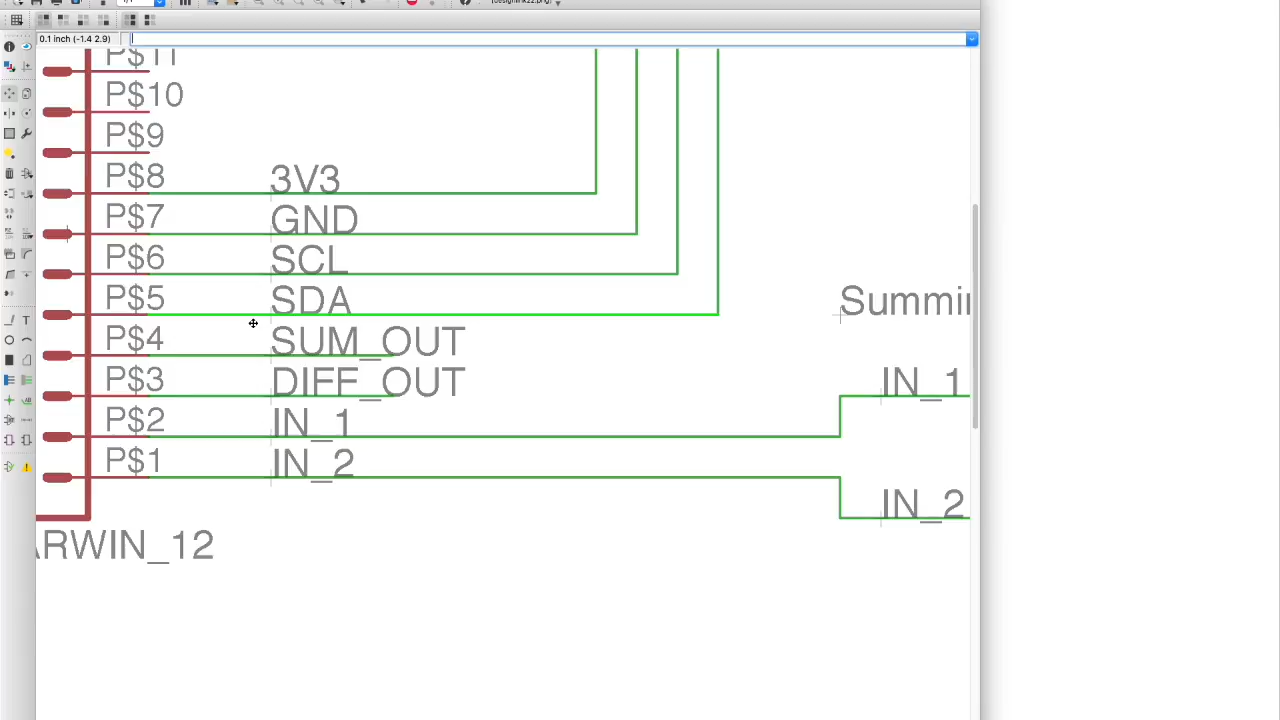 0.1 inch (-1.4 2.9)
P$11
P$10
P$9
P$8 3V3
P$7 GND
P$6 SCL
P$5 SDA
Summin
P$4 SUM_OUT
P$3 DIFF_OUT IN_1
P$2 IN_1
P$1 IN_2
IN_2
ARWIN_12